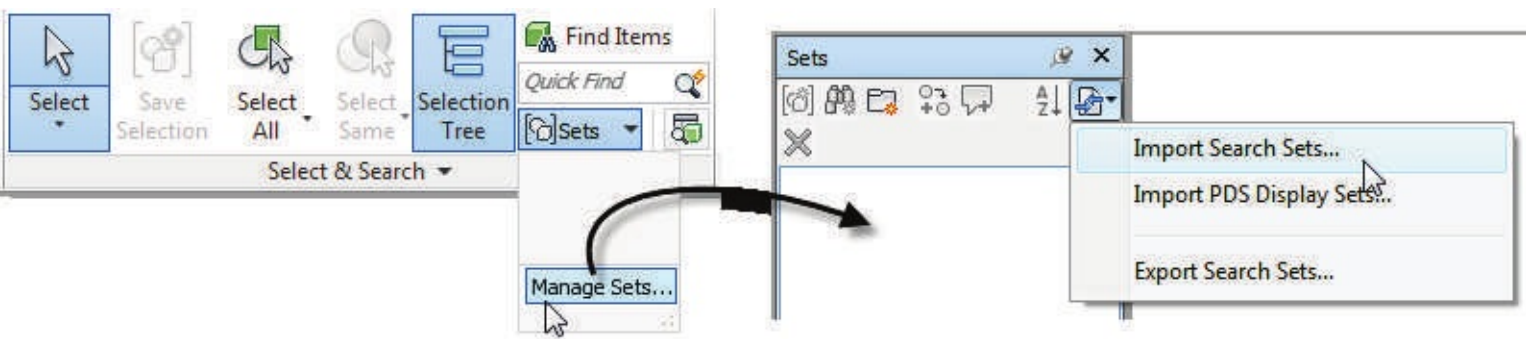 Find Items
Quick Find
Select
Save Selection
Select All
Select Same
Selection Tree
Sets
Select & Search
Manage Sets...
Sets
Import Search Sets...
Import PDS Display Sets...
Export Search Sets...